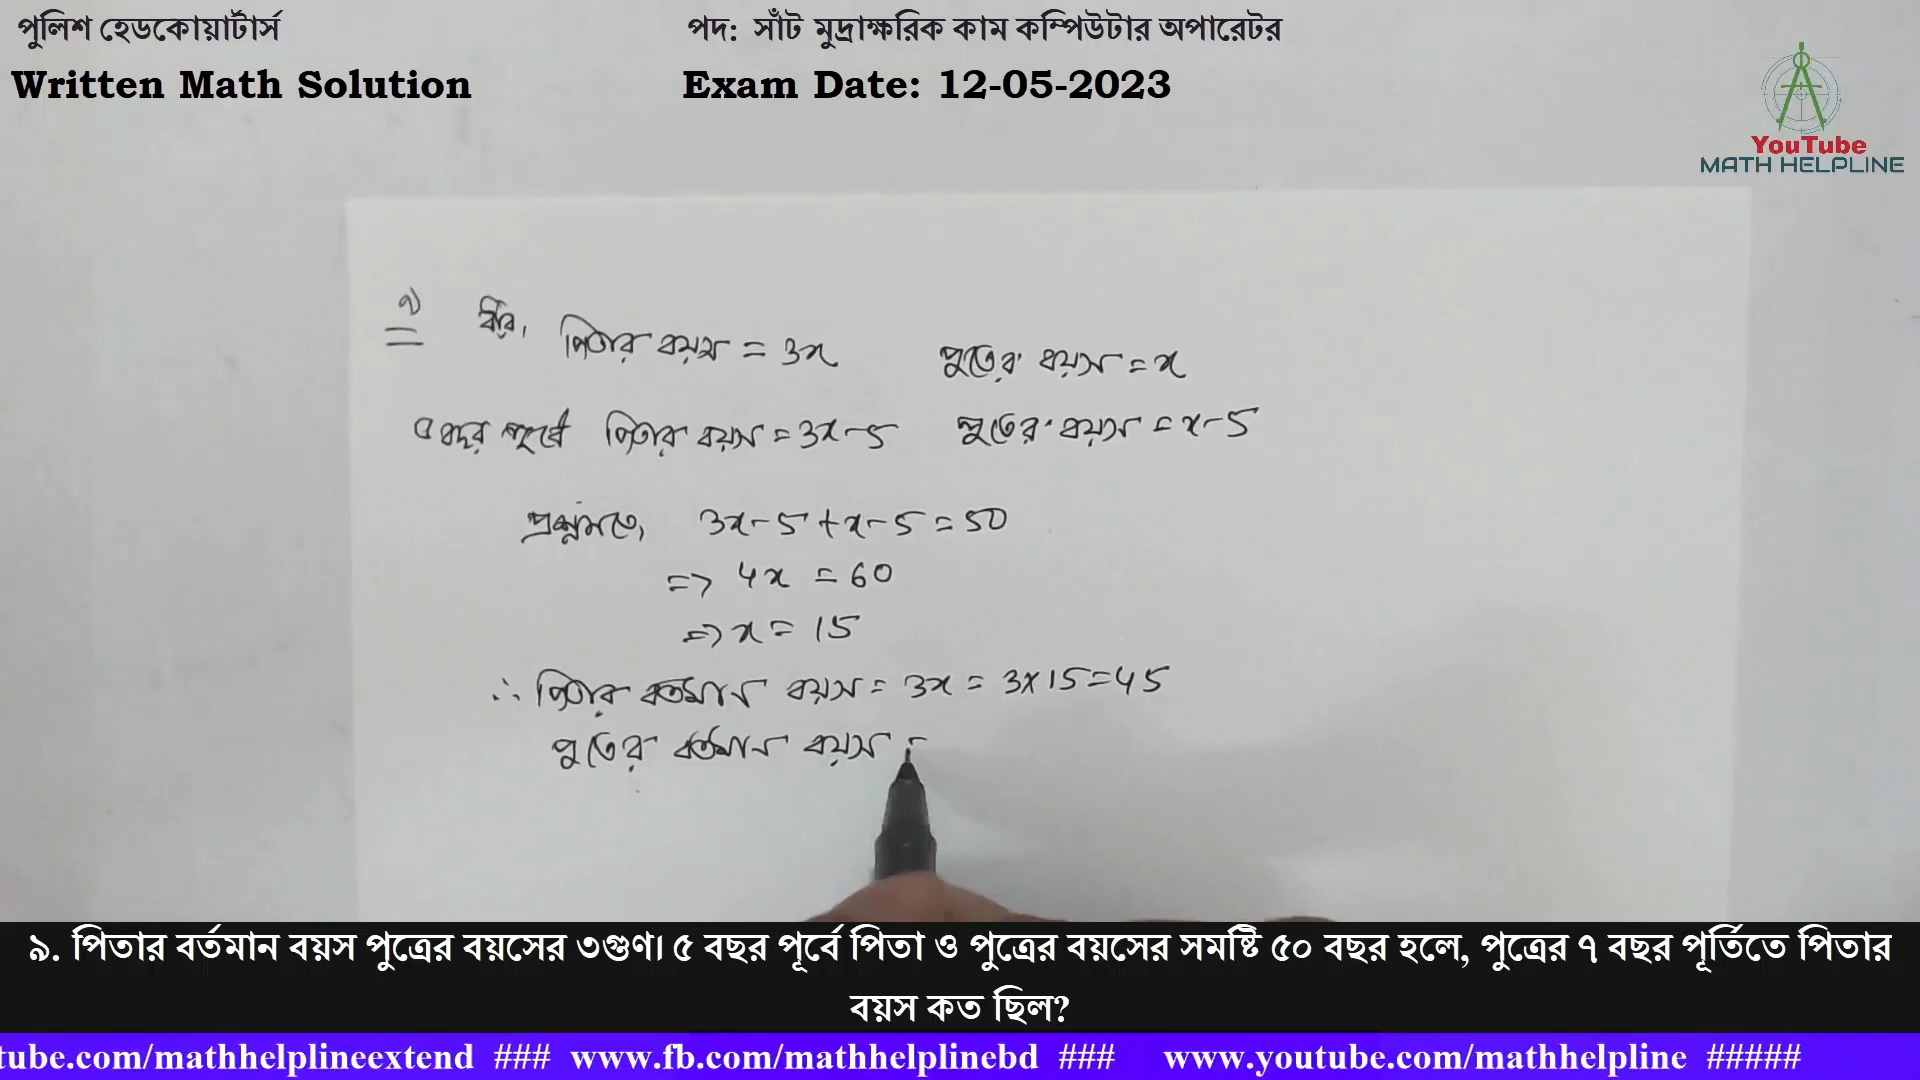 পুলিশ হেডকোয়ার্টার্স
পদ: সাঁট মুদ্রাক্ষরিক কাম কম্পিউটার অপারেটর
Written Math Solution
Exam Date: 12-05-2023
YouTube
MATH HELPLINE
৯) ধরি, পিতার বয়স = 3x পুত্রের বয়স = x
৫ বছর পূর্বে পিতার বয়স = 3x-5 পুত্রের বয়স = x-5
প্রশ্নমতে, 3x-5+x-5=50
=> 4x = 60
=> x = 15
∴ পিতার বর্তমান বয়স = 3x = 3x15=45
পুত্রের বর্তমান বয়স =
৯. পিতার বর্তমান বয়স পুত্রের বয়সের ৩গুণ। ৫ বছর পূর্বে পিতা ও পুত্রের বয়সের সমষ্টি ৫০ বছর হলে, পুত্রের ৭ বছর পূর্তিতে পিতার
বয়স কত ছিল?
tube.com/mathhelplineextend ### www.fb.com/mathhelplinebd ### www.youtube.com/mathhelpline #####